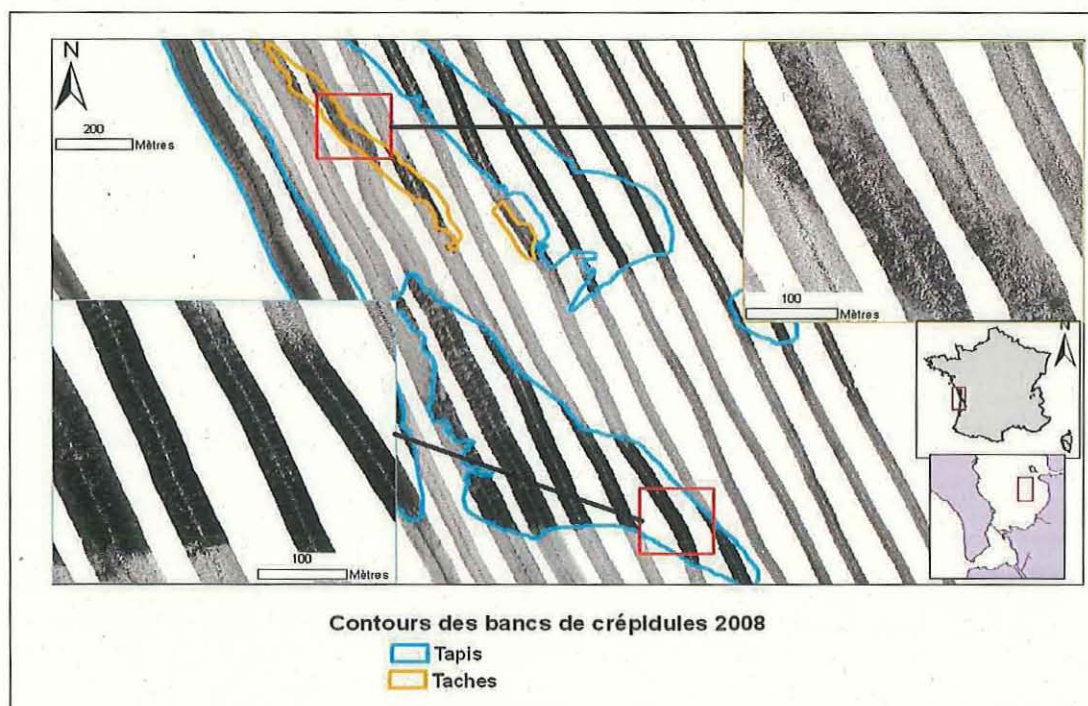 N
200
Mètres
100
Mètres
100
Mètres
N
Contours des bancs de crépidules 2008
Tapis
Taches